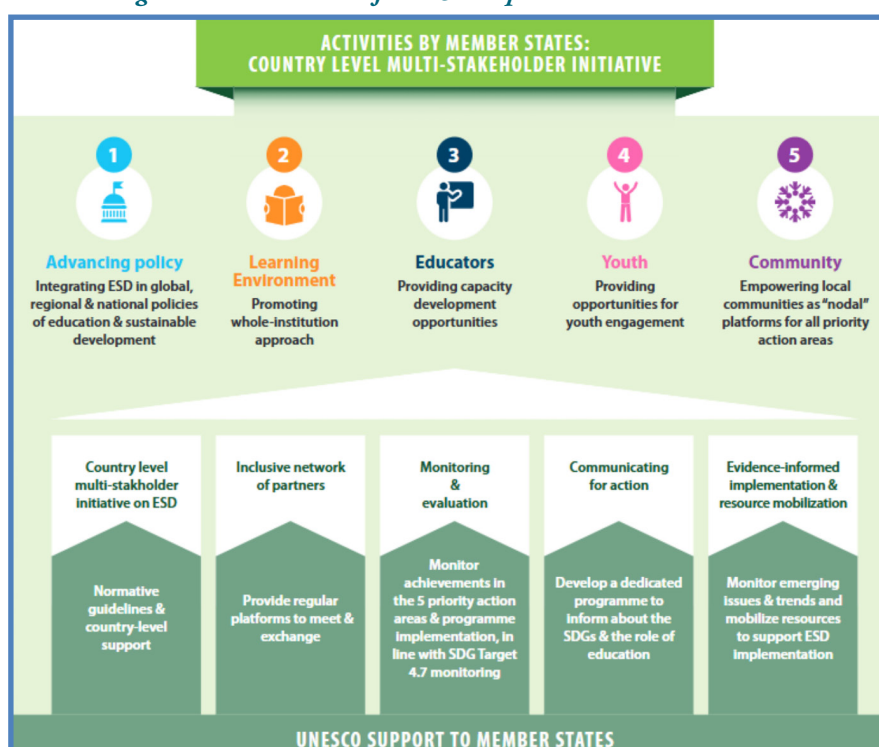 ACTIVITIES BY MEMBER STATES:
COUNTRY LEVEL MULTI-STAKEHOLDER INITIATIVE
1
Advancing policy
Integrating ESD in global,
regional & national policies
of education & sustainable
development
2
Learning
Environment
Promoting
whole-institution
approach
3
Educators
Providing capacity
development
opportunities
4
Youth
Providing
opportunities for
youth engagement
5
Community
Empowering local
communities as "nodal"
platforms for all priority
action areas
Country level
multi-stakholder
initiative on ESD
Normative
guidelines &
country-level
support
Inclusive network
of partners
Provide regular
platforms to meet &
exchange
Monitoring
&
evaluation
Monitor
achievements in
the 5 priority action
areas & programme
implementation, in
line with SDG Target
4.7 monitoring
Communicating
for action
Develop a dedicated
programme to
inform about the
SDGs & the role of
education
Evidence-informed
implementation &
resource mobilization
Monitor emerging
issues & trends and
mobilize resources
to support ESD
implementation
UNESCO SUPPORT TO MEMBER STATES